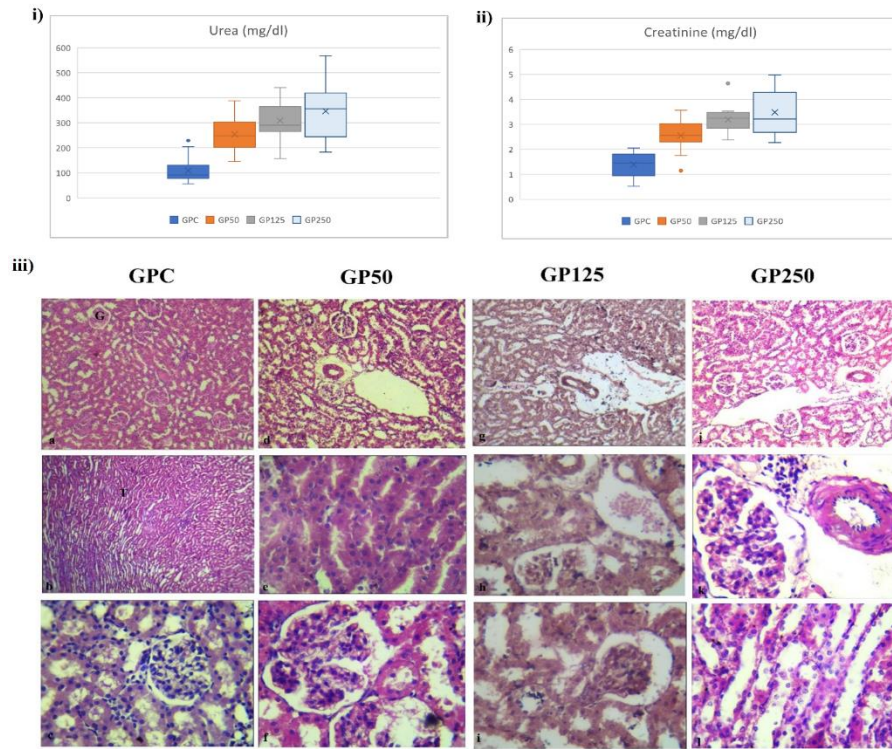 i)
Urea (mg/dl)
600
500
400
300
200
100
0
GPC GP50 GP125 GP250
ii)
Creatinine (mg/dl)
6
5
4
3
2
1
0
GPC GP50 GP125 GP250
iii)
GPC GP50 GP125 GP250
G
a d g j
T
b e h k
c f i l